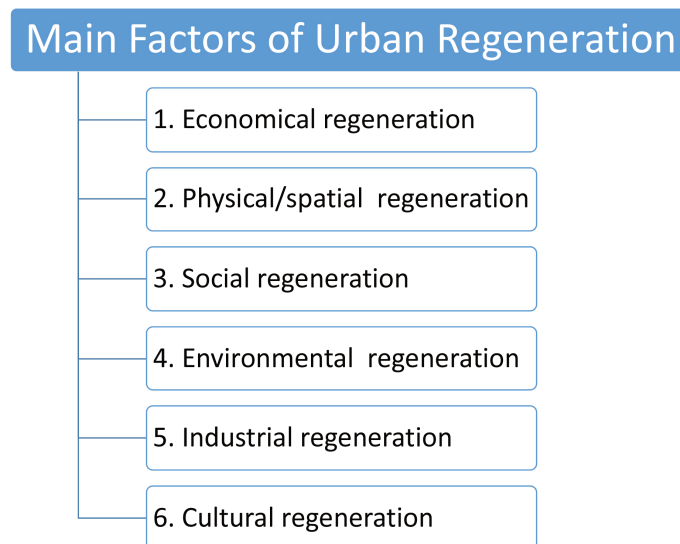 Main Factors of Urban Regeneration
1. Economical regeneration
2. Physical/spatial  regeneration
3. Social regeneration
4. Environmental  regeneration
5. Industrial regeneration
6. Cultural regeneration